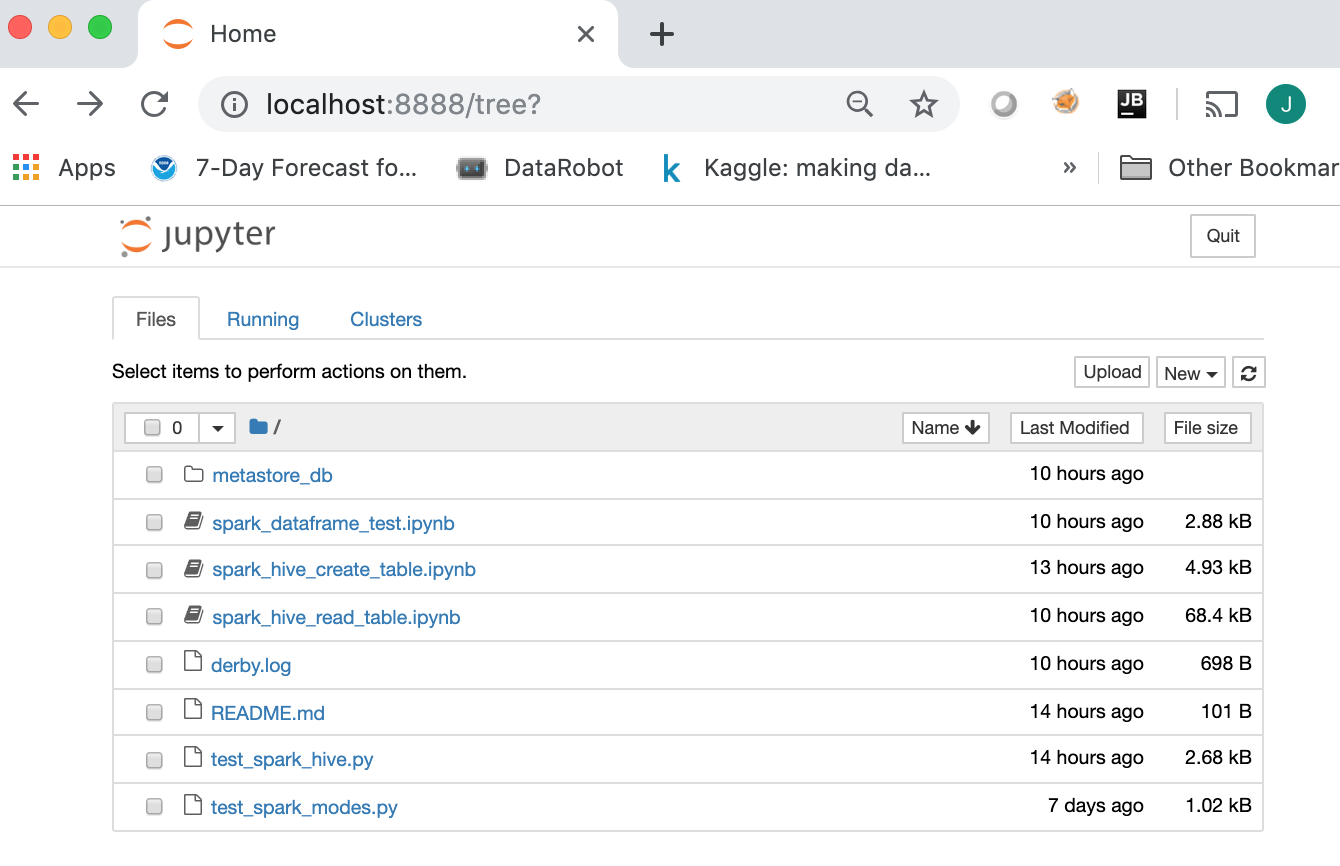 Home
localhost:8888/tree?
JB
J
Apps 7-Day Forecast fo... DataRobot k Kaggle: making da... » Other Bookmar
jupyter Quit
Files Running Clusters
Select items to perform actions on them. Upload New
0 / Name Last Modified File size
metastore_db 10 hours ago
spark_dataframe_test.ipynb 10 hours ago 2.88 kB
spark_hive_create_table.ipynb 13 hours ago 4.93 kB
spark_hive_read_table.ipynb 10 hours ago 68.4 kB
derby.log 10 hours ago 698 B
README.md 14 hours ago 101 B
test_spark_hive.py 14 hours ago 2.68 kB
test_spark_modes.py 7 days ago 1.02 kB